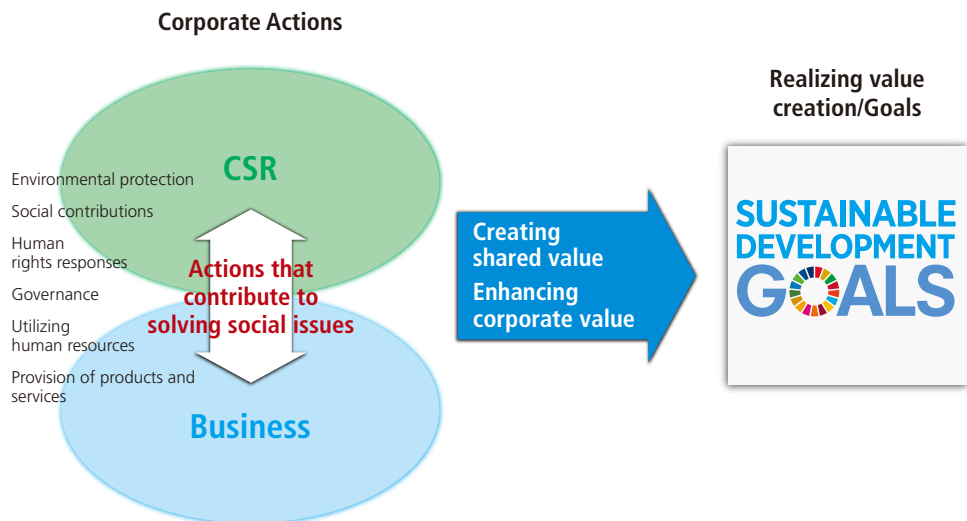 Corporate Actions
CSR
Environmental protection
Social contributions
Human
rights responses
Governance
Utilizing
human resources
Provision of products and
services
Actions that
contribute to
solving social issues
Business
Creating
shared value
Enhancing
corporate value
Realizing value
creation/Goals
SUSTAINABLE
DEVELOPMENT
GOALS